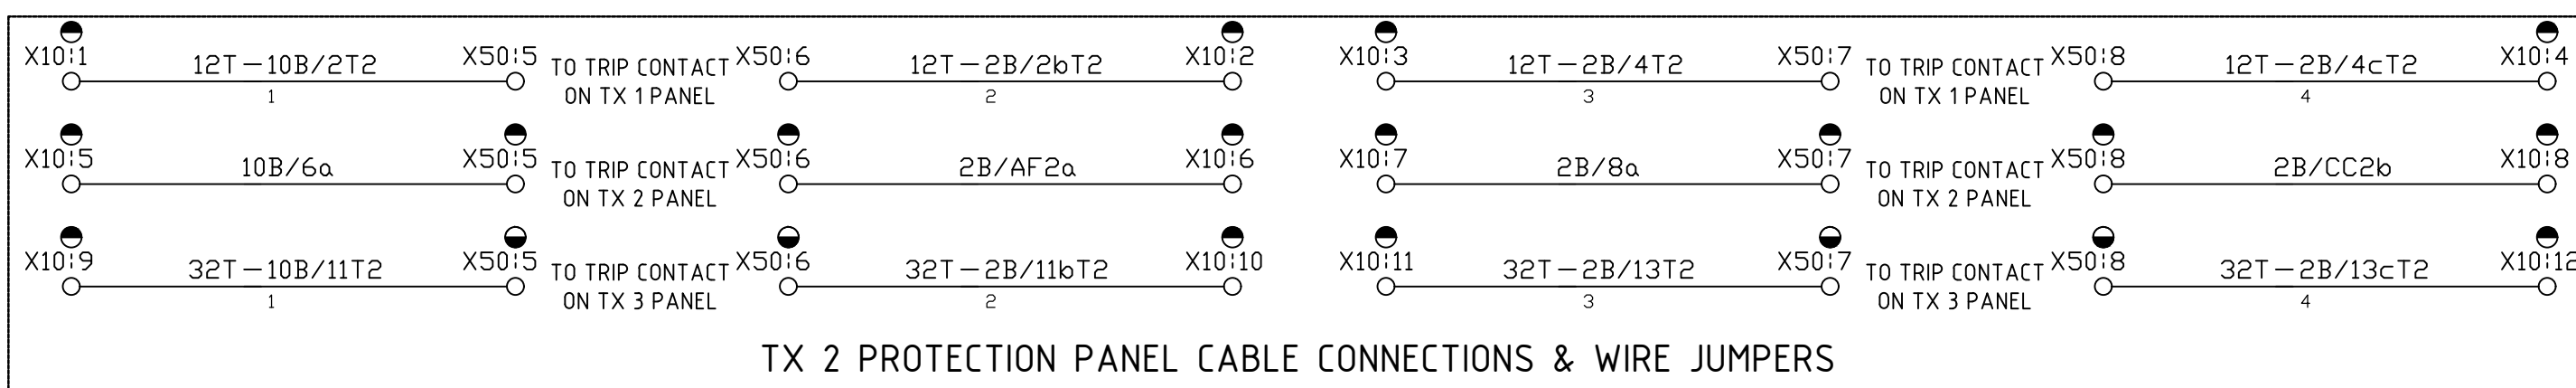 X10:1 12T-10B/2T2 X50:5 TO TRIP CONTACT X50:6 12T-2B/2bT2 X10:2 X10:3 12T-2B/4T2 X50:7 TO TRIP CONTACT X50:8 12T-2B/4cT2 X10:4
1 ON TX 1 PANEL 2 3 ON TX 1 PANEL 4
X10:5 10B/6a X50:5 TO TRIP CONTACT X50:6 2B/AF2a X10:6 X10:7 2B/8a X50:7 TO TRIP CONTACT X50:8 2B/CC2b X10:8
ON TX 2 PANEL ON TX 2 PANEL
X10:9 32T-10B/11T2 X50:5 TO TRIP CONTACT X50:6 32T-2B/11bT2 X10:10 X10:11 32T-2B/13T2 X50:7 TO TRIP CONTACT X50:8 32T-2B/13cT2 X10:12
1 ON TX 3 PANEL 2 3 ON TX 3 PANEL 4
TX 2 PROTECTION PANEL CABLE CONNECTIONS & WIRE JUMPERS